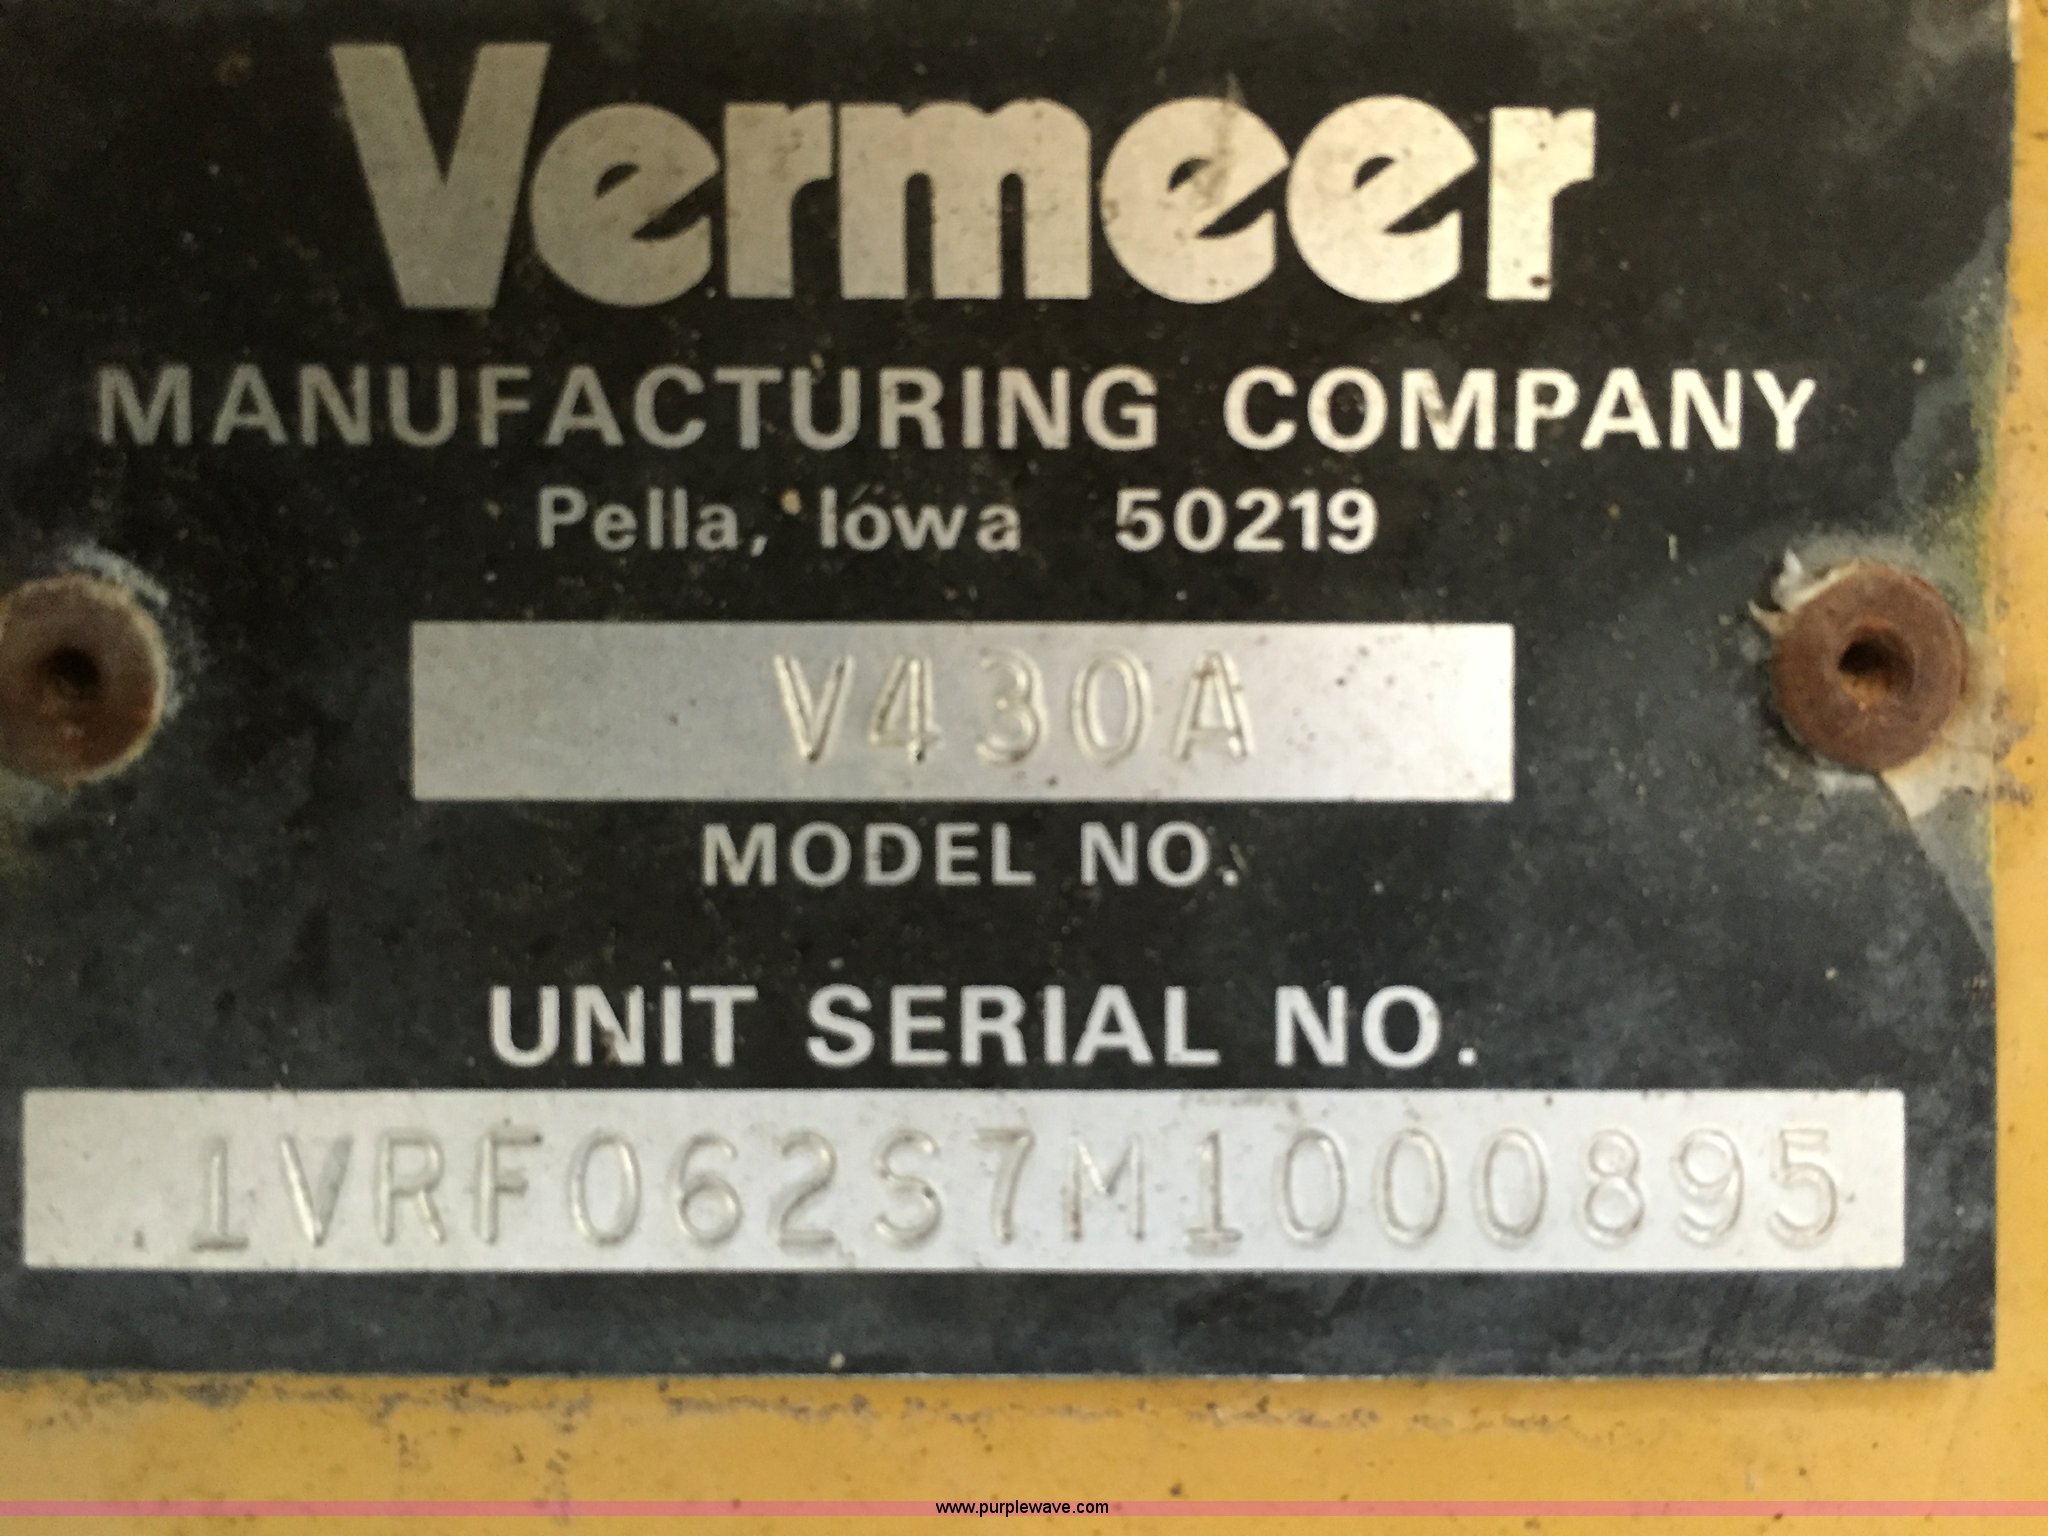 Vermeer
MANUFACTURING COMPANY
Pella, Iowa 50219
V430A
MODEL NO.
UNIT SERIAL NO.
1VRF062S7M1000895
www.purplewave.com